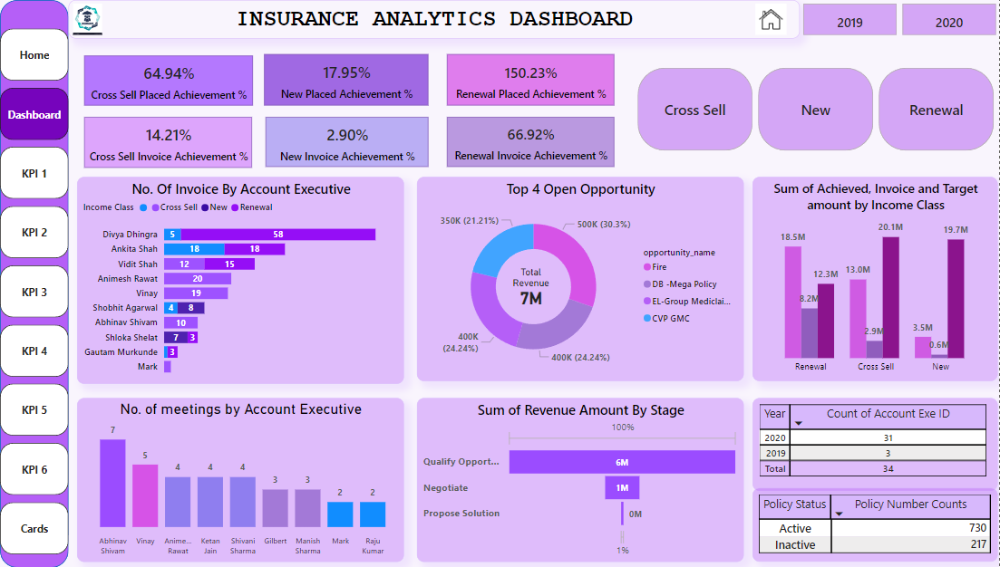 INSURANCE ANALYTICS DASHBOARD
2019
2020
Home
Dashboard
KPI 1
KPI 2
KPI 3
KPI 4
KPI 5
KPI 6
Cards
64.94%
Cross Sell Placed Achievement %
17.95%
New Placed Achievement %
150.23%
Renewal Placed Achievement %
14.21%
Cross Sell Invoice Achievement %
2.90%
New Invoice Achievement %
66.92%
Renewal Invoice Achievement %
Cross Sell
New
Renewal
No. Of Invoice By Account Executive
Income Class Cross Sell New Renewal
Divya Dhingra 5 58
Ankita Shah 18 18
Vidit Shah 12 15
Animesh Rawat 20
Vinay 19
Shobhit Agarwal 4 8
Abhinav Shivam 10
Shloka Shelat 7 3
Gautam Murkunde 3
Mark
Top 4 Open Opportunity
350K (21.21%)
500K (30.3%)
Total
Revenue
7M
400K
(24.24%)
400K (24.24%)
opportunity_name
Fire
DB -Mega Policy
EL-Group Mediclai...
CVP GMC
Sum of Achieved, Invoice and Target
amount by Income Class
18.5M
8.2M
12.3M
13.0M
2.9M
20.1M
3.5M
0.6M
19.7M
Renewal
Cross Sell
New
No. of meetings by Account Executive
7
5
4
4
4
3
3
2
2
Abhinav
Shivam
Vinay
Anime...
Rawat
Ketan
Jain
Shivani
Sharma
Gilbert
Manish
Sharma
Mark
Raju
Kumar
Sum of Revenue Amount By Stage
100%
Qualify Opport... 6M
Negotiate 1M
Propose Solution 0M
1%
Year Count of Account Exe ID
2020 31
2019 3
Total 34
Policy Status Policy Number Counts
Active 730
Inactive 217